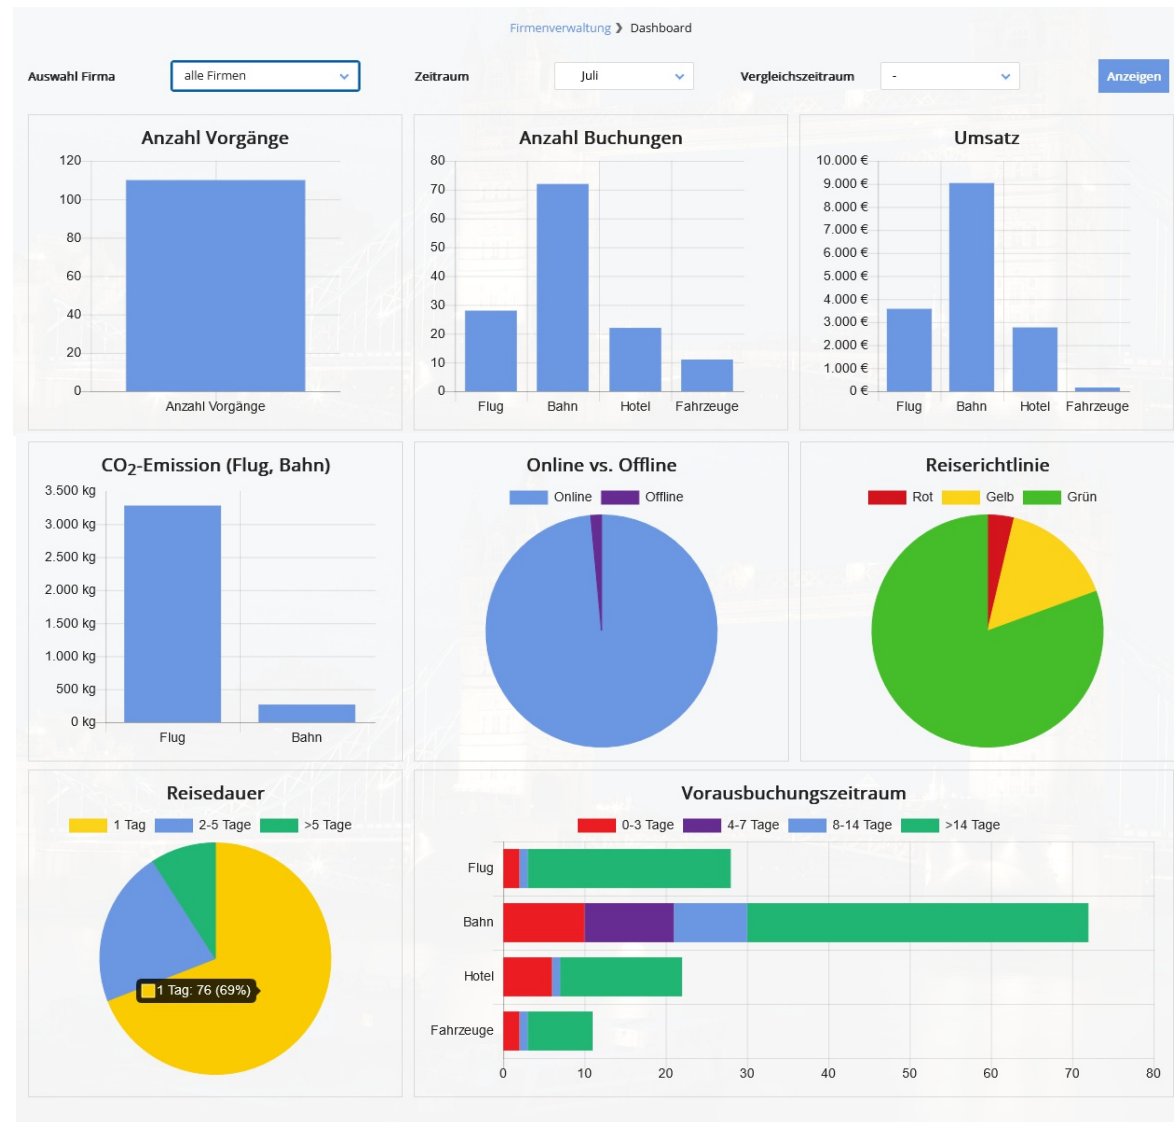 Firmenverwaltung ❯ Dashboard
Auswahl Firma alle Firmen Zeitraum Juli Vergleichszeitraum - Anzeigen
Anzahl Vorgänge
120
100
80
60
40
20
0
Anzahl Vorgänge
Anzahl Buchungen
80
70
60
50
40
30
20
10
0
Flug Bahn Hotel Fahrzeuge
Umsatz
10.000 €
9.000 €
8.000 €
7.000 €
6.000 €
5.000 €
4.000 €
3.000 €
2.000 €
1.000 €
0 €
Flug Bahn Hotel Fahrzeuge
CO₂-Emission (Flug, Bahn)
3.500 kg
3.000 kg
2.500 kg
2.000 kg
1.500 kg
1.000 kg
500 kg
0 kg
Flug Bahn
Online vs. Offline
Online Offline
Reiserichtlinie
Rot Gelb Grün
Reisedauer
1 Tag 2-5 Tage >5 Tage
1 Tag: 76 (69%)
Vorausbuchungszeitraum
0-3 Tage 4-7 Tage 8-14 Tage >14 Tage
Flug
Bahn
Hotel
Fahrzeuge
0 10 20 30 40 50 60 70 80